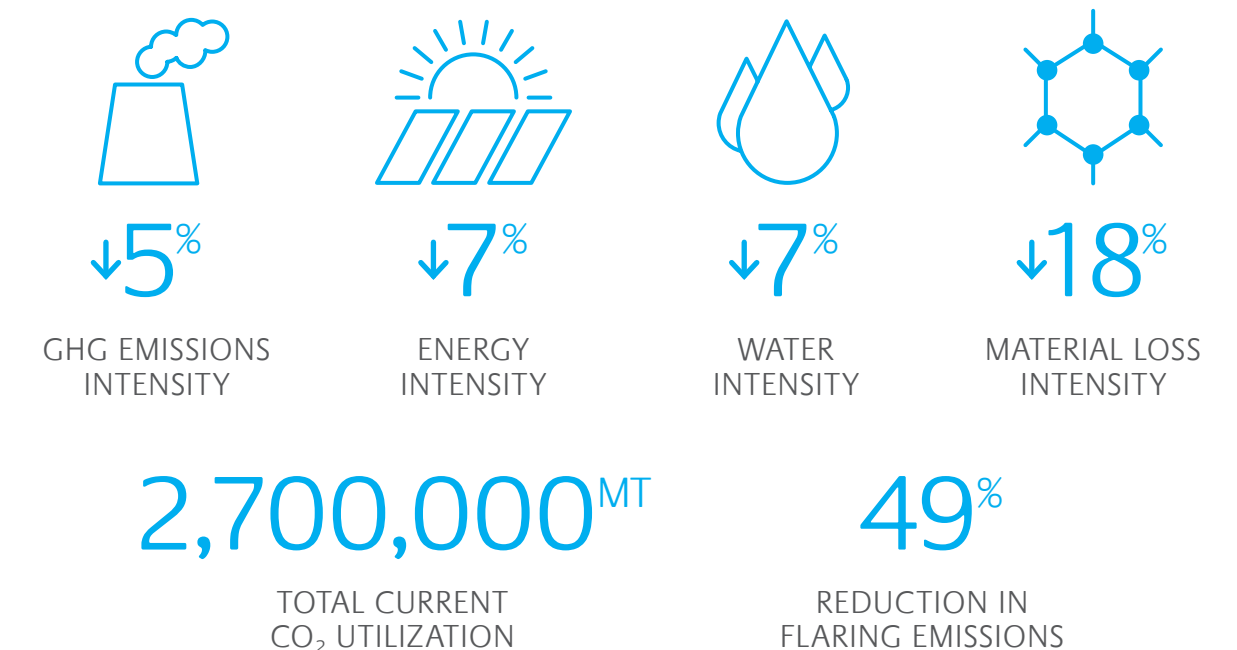 ↓5% ↓7% ↓7% ↓18%
GHG EMISSIONS INTENSITY
ENERGY INTENSITY
WATER INTENSITY
MATERIAL LOSS INTENSITY
2,700,000MT
TOTAL CURRENT
CO₂ UTILIZATION
49%
REDUCTION IN
FLARING EMISSIONS